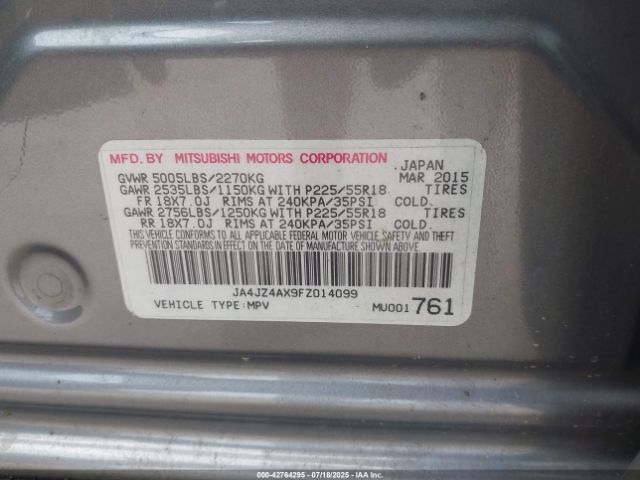 MFD.BY MITSUBISHI MOTORS CORPORATION JAPAN
GVWR 5005LBS/2270KG MAR 2015
GAWR 2535LBS/1150KG WITH P225/55R18 TIRES
FR 18X7.0J RIMS AT 240KPA/35PSI COLD.
GAWR 2756LBS/1250KG WITH P225/55R18 TIRES
RR 18X7.0J RIMS AT 240KPA/35PSI COLD.
THIS VEHICLE CONFORMS TO ALL APPLICABLE FEDERAL MOTOR VEHICLE SAFETY AND THEFT
PREVENTION STANDARDS IN EFFECT ON THE DATE OF MANUFACTURE SHOWN ABOVE.
JA4JZ4AX9FZ014099
VEHICLE TYPE:MPV MU001761
000-42764295 - 07/18/2025 - IAA Inc.